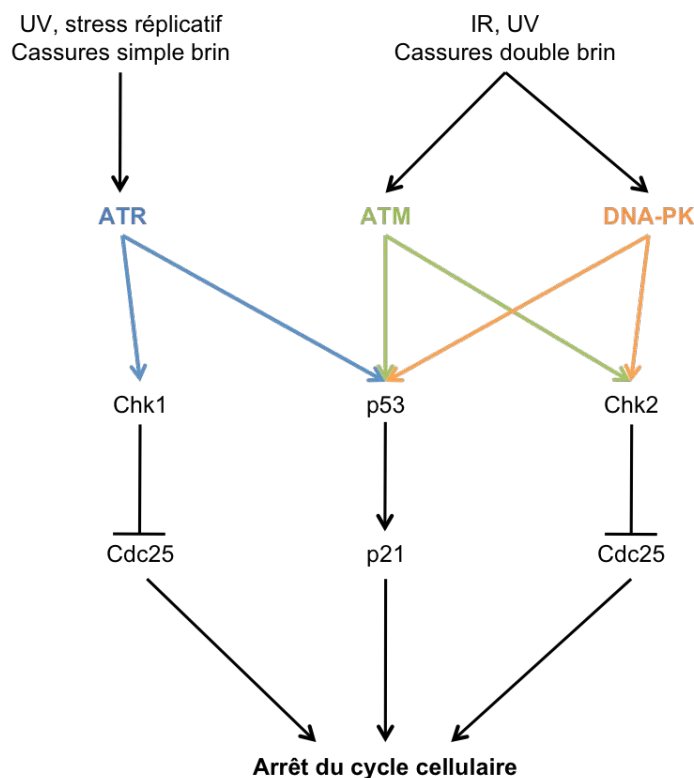 UV, stress réplicatif
Cassures simple brin
IR, UV
Cassures double brin
ATR
ATM
DNA-PK
Chk1
p53
Chk2
Cdc25
p21
Cdc25
Arrêt du cycle cellulaire